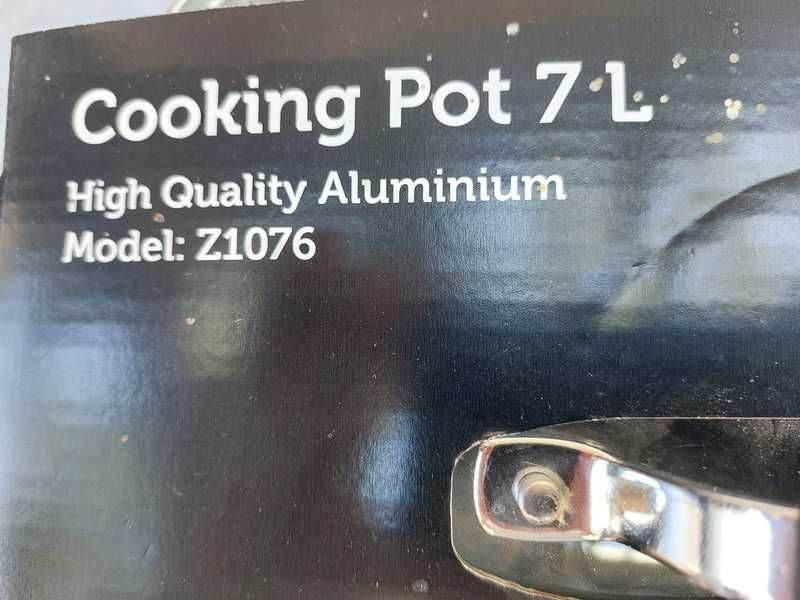 Cooking Pot 7 L
High Quality Aluminium
Model: Z1076